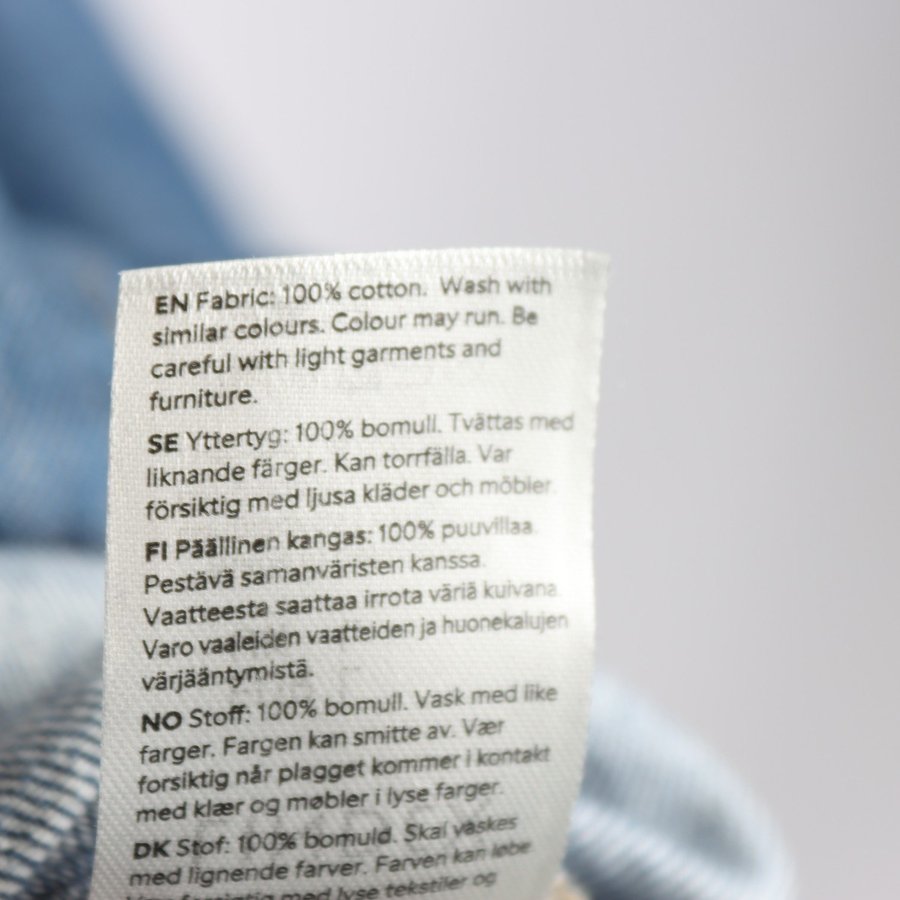 EN Fabric: 100% cotton. Wash with
similar colours. Colour may run. Be
careful with light garments and
furniture.
SE Yttertyg: 100% bomull. Tvättas med
liknande färger. Kan torrfälla. Var
försiktig med ljusa kläder och möbler.
FI Päällinen kangas: 100% puuvillaa.
Pestävä samanväristen kanssa.
Vaatteesta saattaa irrota väriä kuivana.
Varo vaaleiden vaatteiden ja huonekalujen
värjääntymistä.
NO Stoff: 100% bomull. Vask med like
farger. Fargen kan smitte av. Vær
forsiktig når plagget kommer i kontakt
med klær og møbler i lyse farger.
DK Stof: 100% bomuld. Skal vaskes
med lignende farver. Farven kan løbe
med lyse tekstiler og